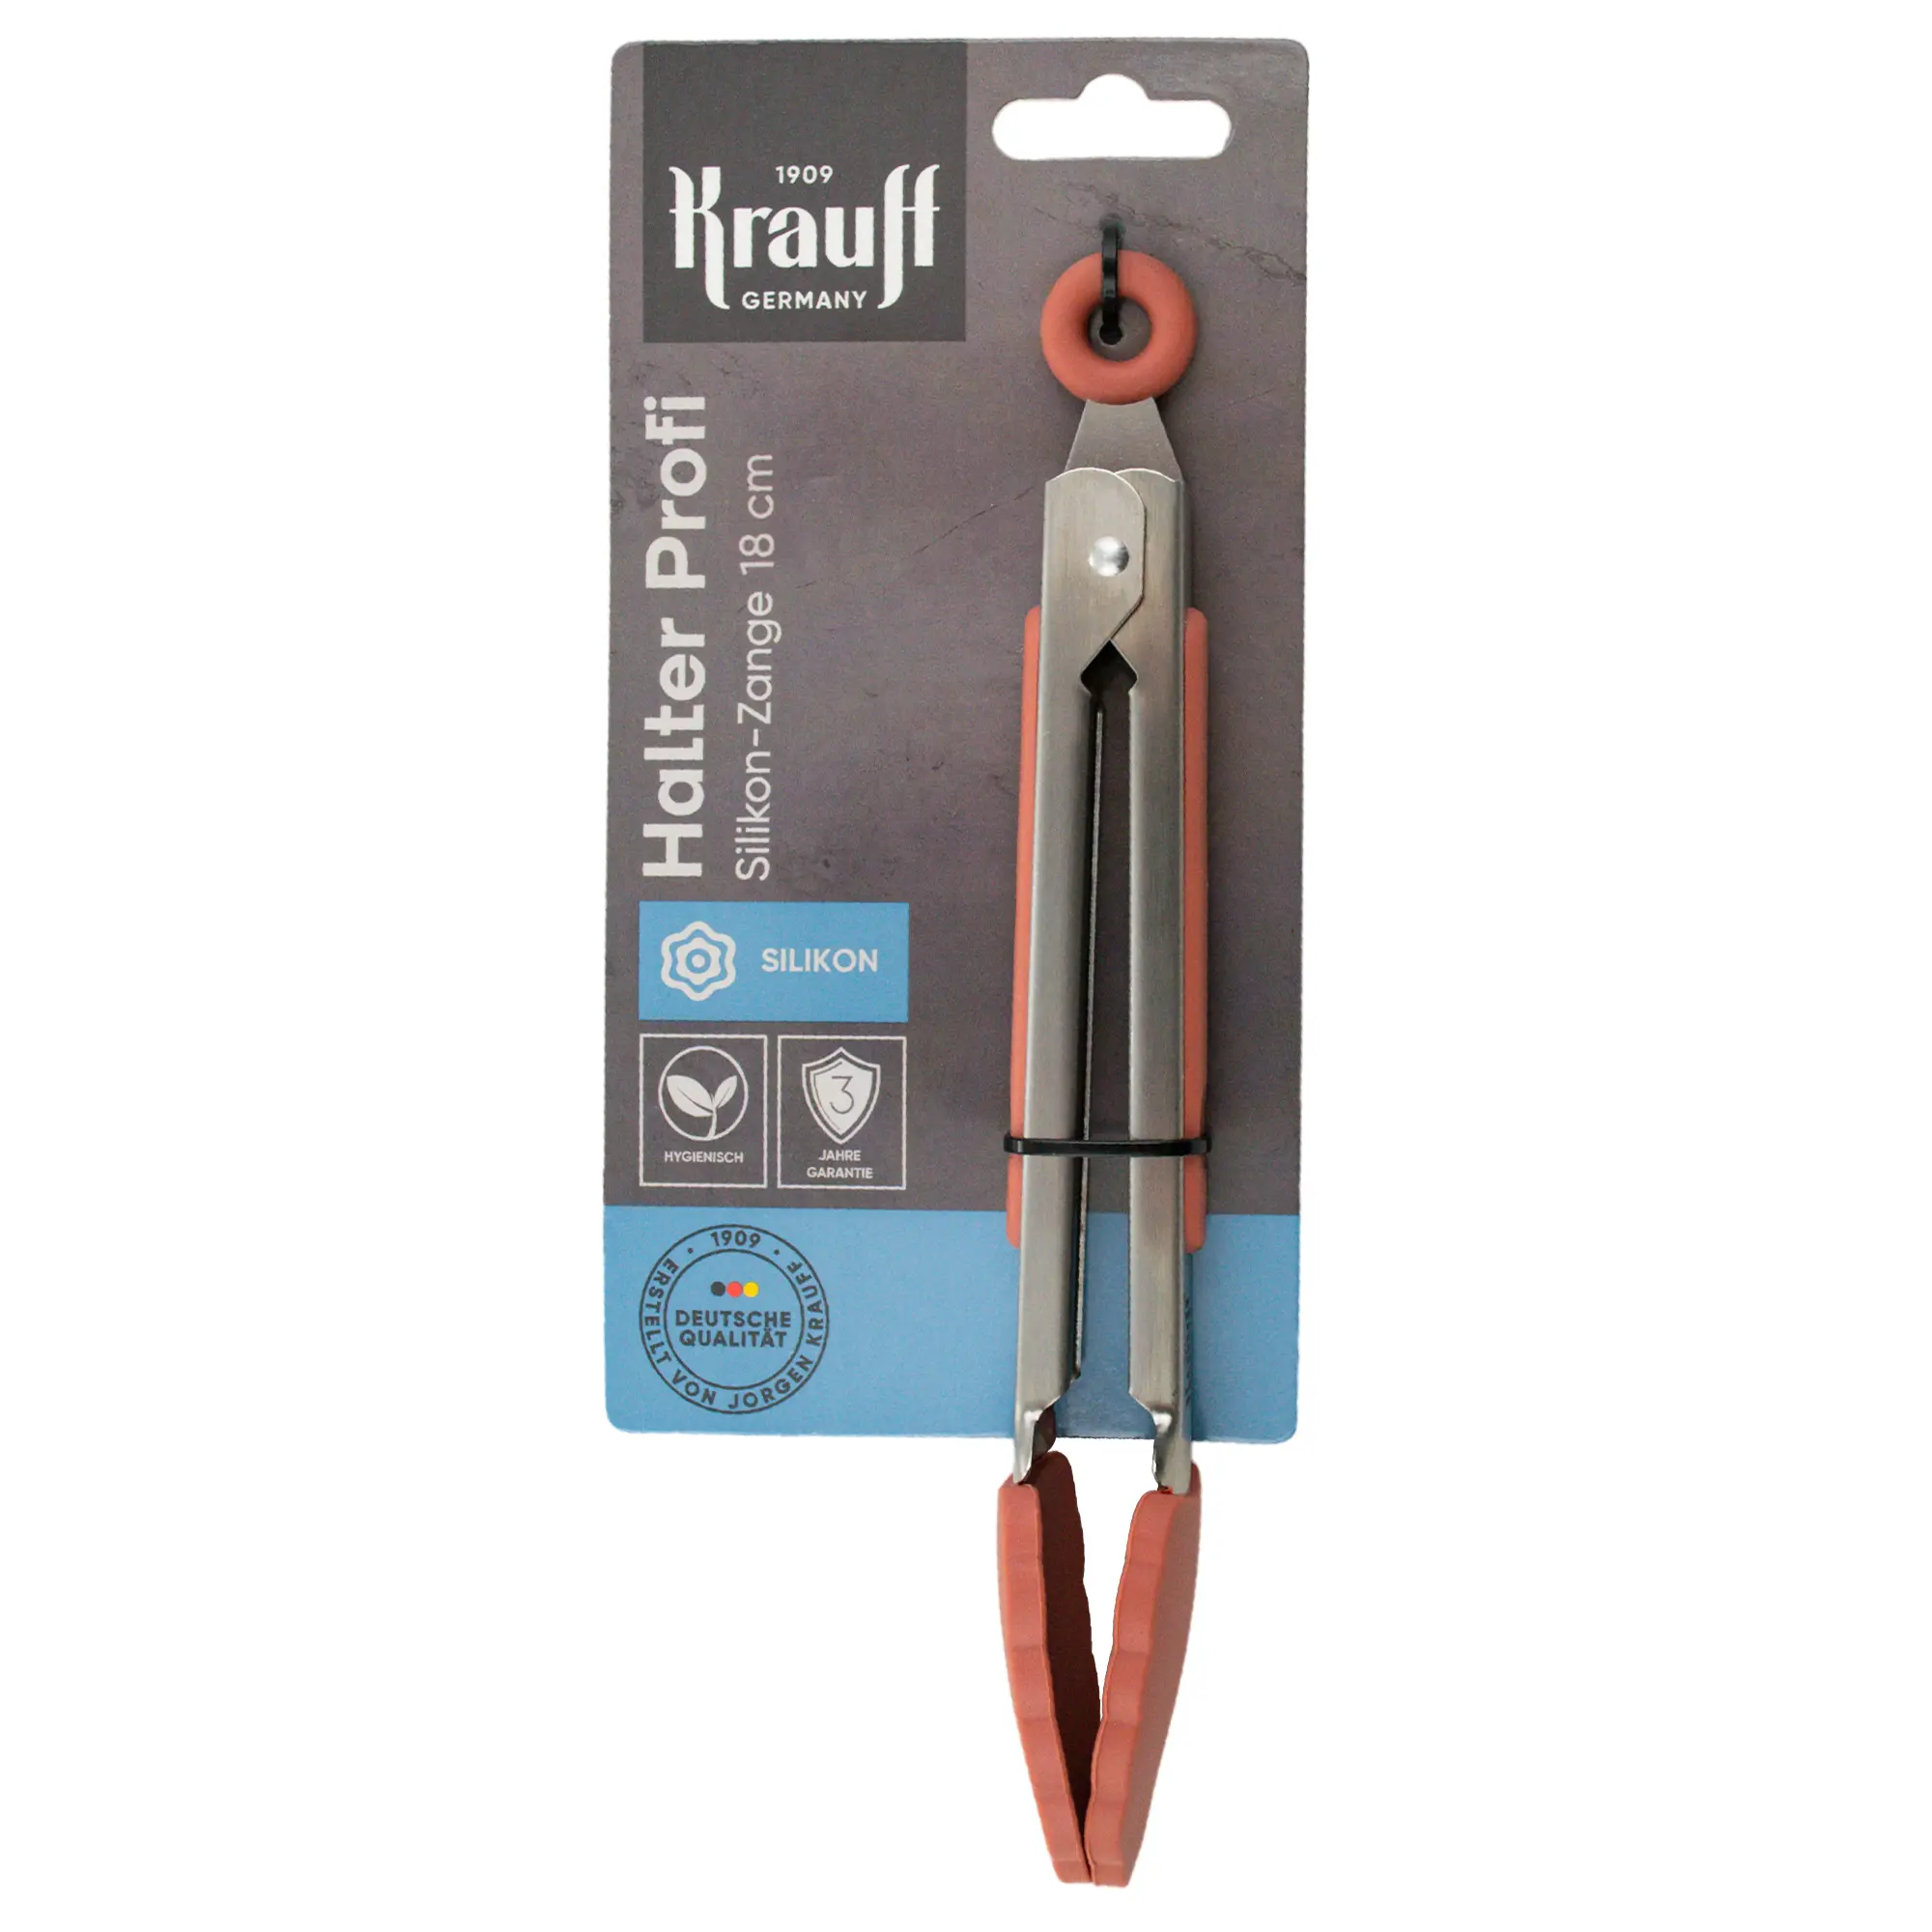 1909
Krauff
GERMANY
Halter Profi
Silikon-Zange 18 cm
SILIKON
HYGIENISCH
3
JAHRE
GARANTIE
1909
ERSTELLT VON JORGEN KRAUFF
DEUTSCHE
QUALITÄT